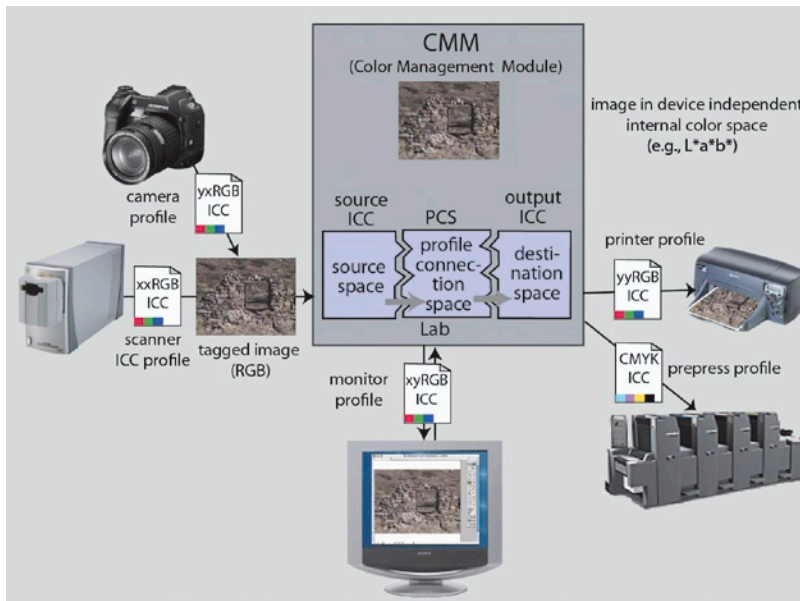 CMM
(Color Management Module)
image in device independent
internal color space
(e.g., L*a*b*)
camera
profile
yxRGB
ICC
source
ICC
PCS
output
ICC
source
space
profile
connec-
tion
space
desti-
nation
space
Lab
xxRGB
ICC
scanner
ICC profile
tagged image
(RGB)
printer profile
yyRGB
ICC
monitor
profile
xyRGB
ICC
CMYK
ICC
prepress profile